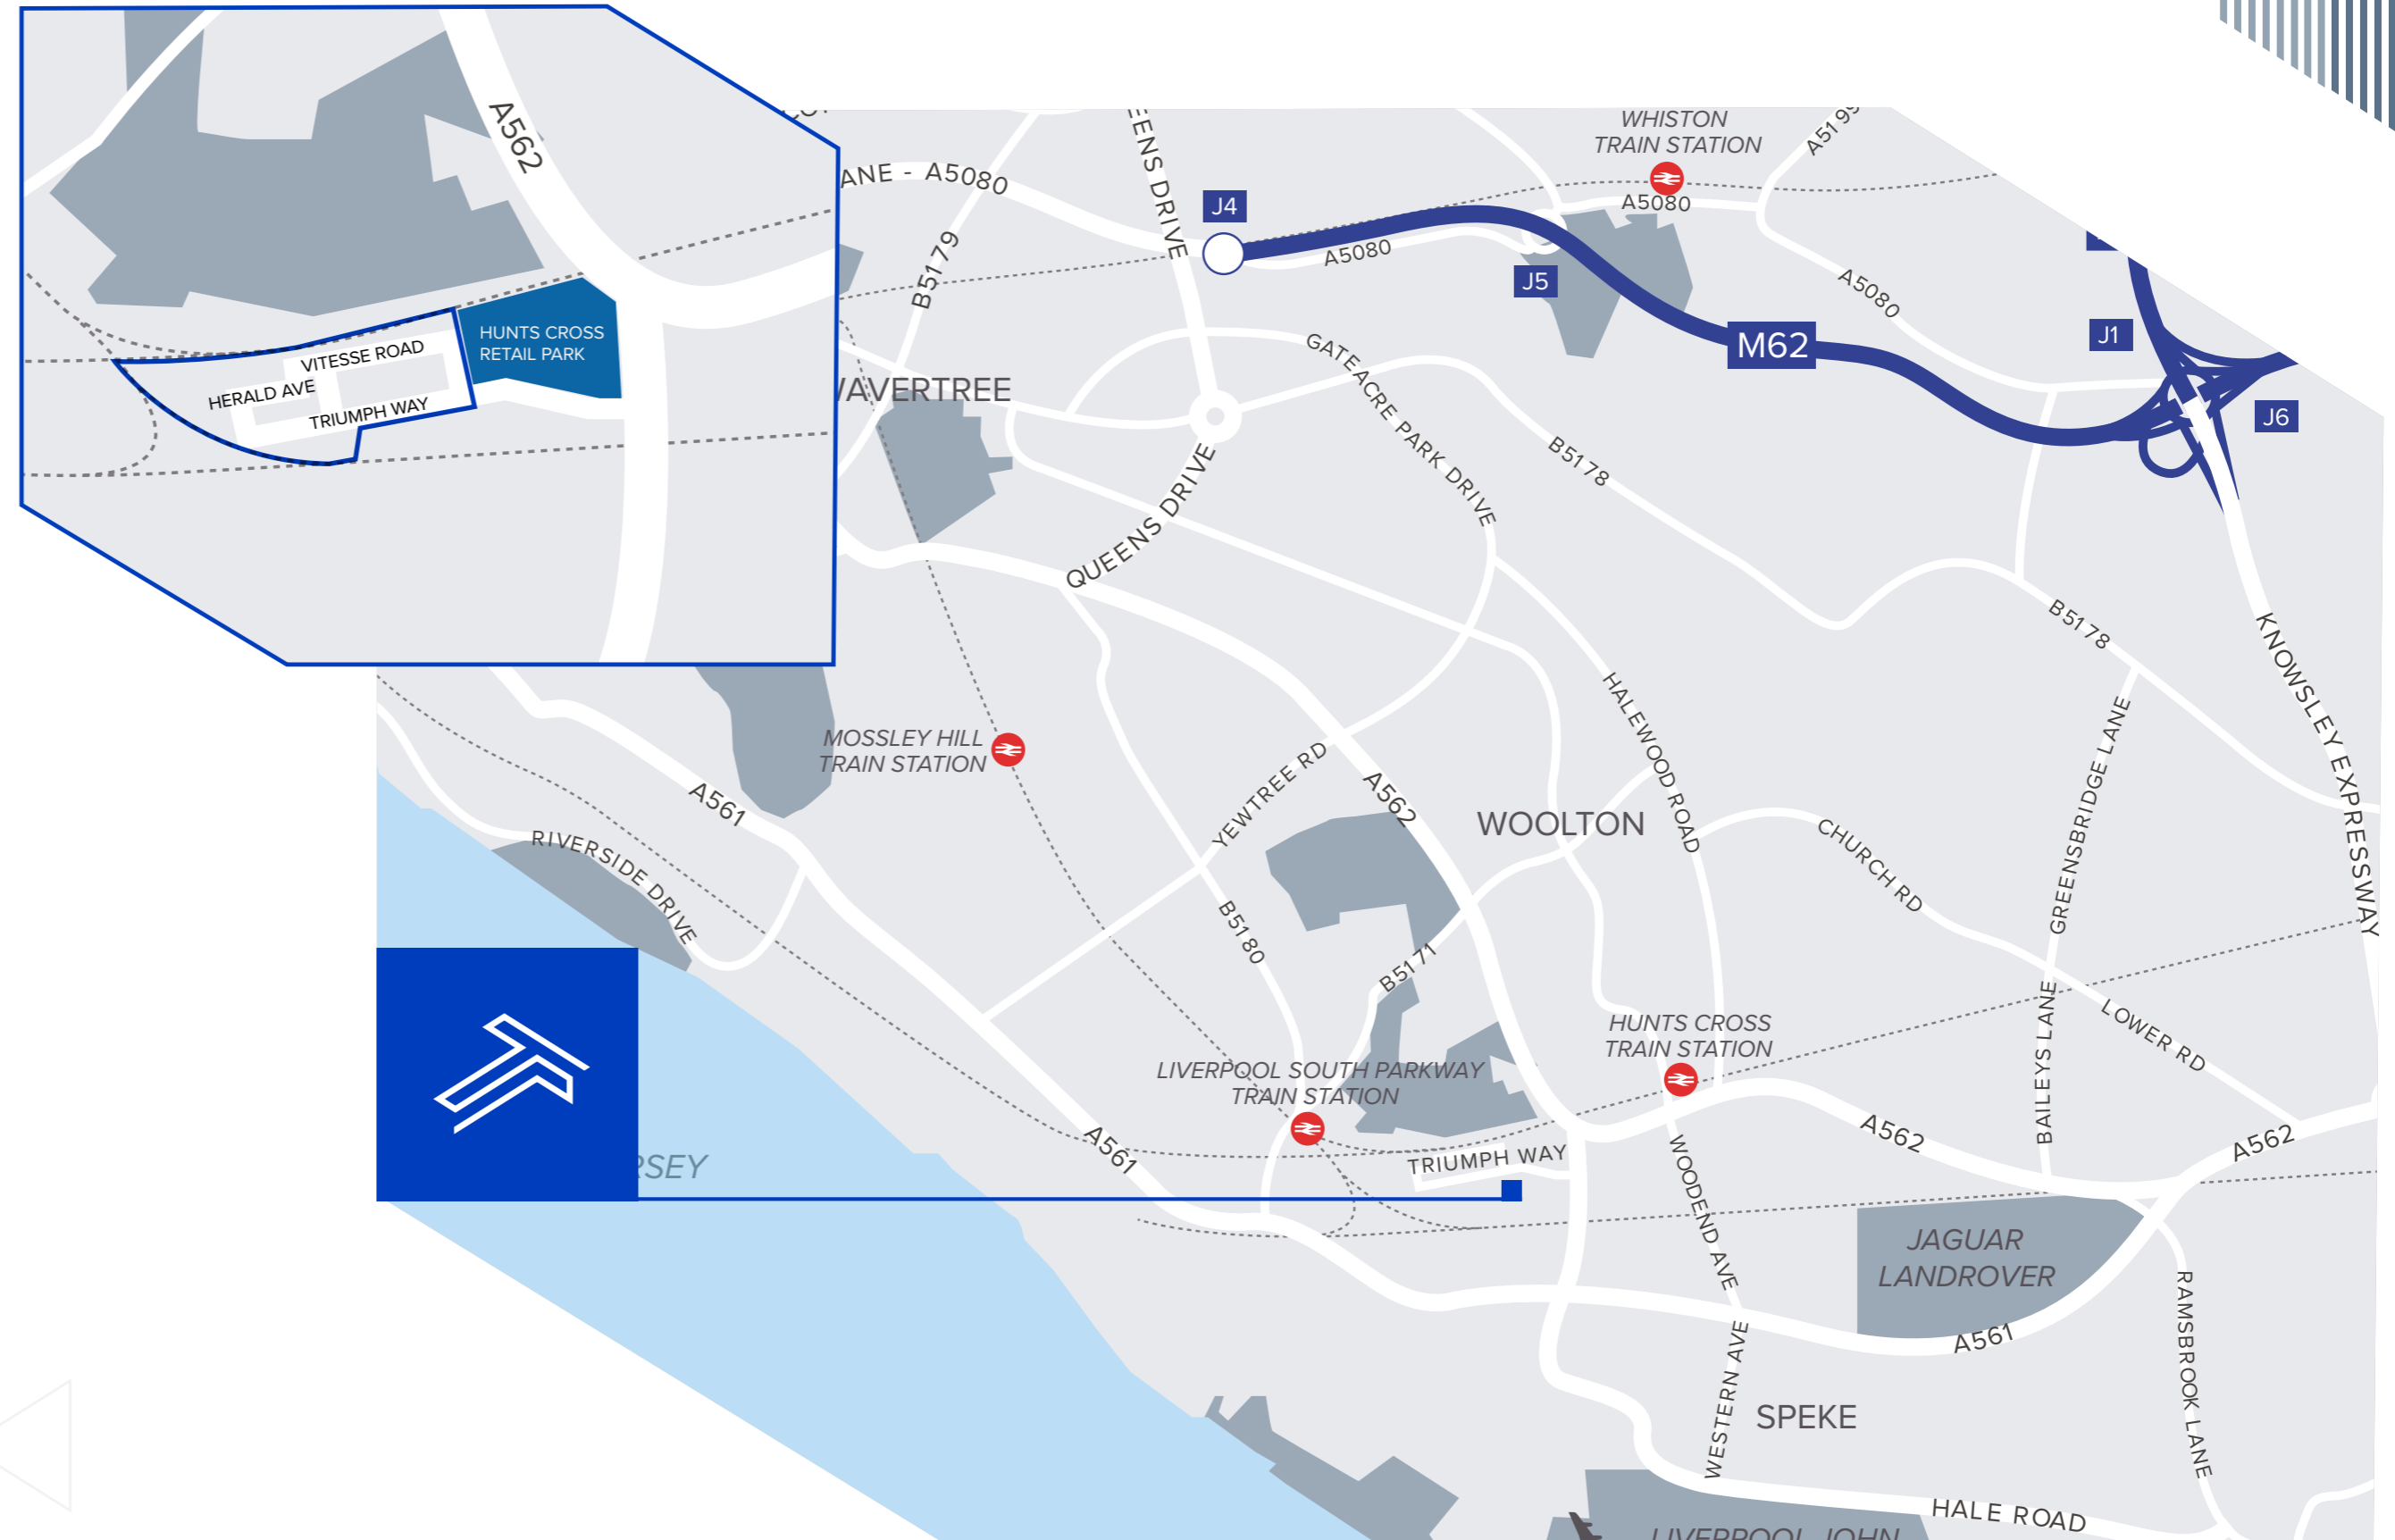 A562
HUNTS CROSS
RETAIL PARK
VITESSE ROAD
HERALD AVE
TRIUMPH WAY
A5080
B5179
DRIVE
J4
A5080
WHISTON
TRAIN STATION
A5080
J5
A5080
M62
J1
J6
GATEACRE PARK DRIVE
B5178
QUEENS DRIVE
B5178
KNOWSLEY EXPRESSWAY
MOSSLEY HILL
TRAIN STATION
A561
RIVERSIDE DRIVE
YEWTREE RD
A562
WOOLTON
HALEWOOD ROAD
CHURCH RD
GREENSBRIDGE LANE
B5180
B5171
HUNTS CROSS
TRAIN STATION
LIVERPOOL SOUTH PARKWAY
TRAIN STATION
BAILEYS LANE
LOWER RD
A561
TRIUMPH WAY
WOODEND AVE
A562
A562
JAGUAR
LANDROVER
A561
RAMSBROOK LANE
WESTERN AVE
SPEKE
HALE ROAD
LIVERPOOL JOHN